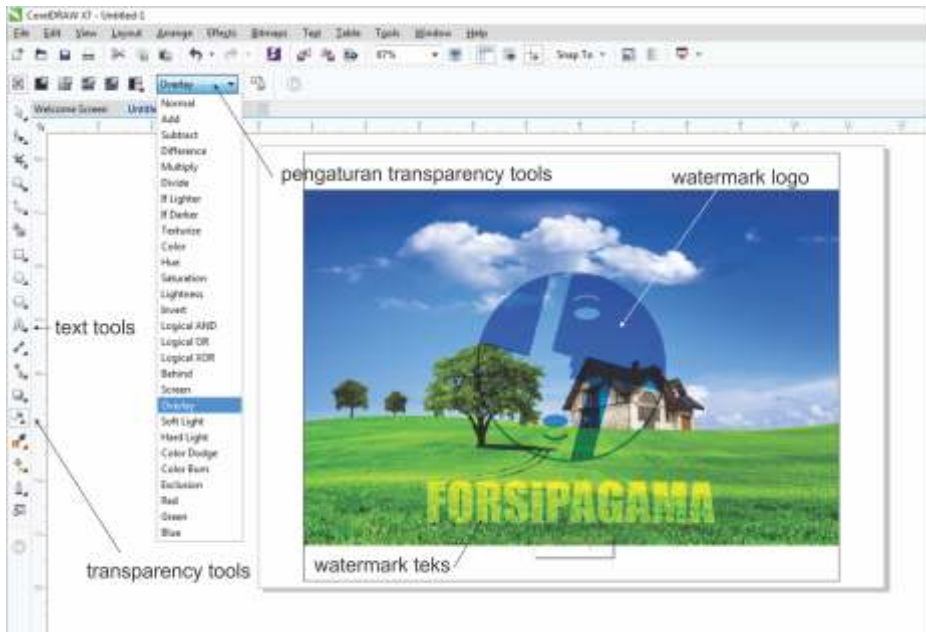 CorelDRAW X7 - Untitled-1
File Edit View Layout Arrange Effects Bitmaps Text Table Tools Window Help
87%
Snap To
Overlay
Welcome Screen
Normal
Add
Subtract
Difference
Multiply
Divide
If Lighter
If Darker
Texturize
Color
Hue
Saturation
Lightness
Invert
Logical AND
Logical OR
Logical XOR
Behind
Screen
Overlay
Soft Light
Hard Light
Color Dodge
Color Burn
Exclusion
Red
Green
Blue
pengaturan transparency tools
watermark logo
text tools
FORSiPAGAMA
transparency tools
watermark teks